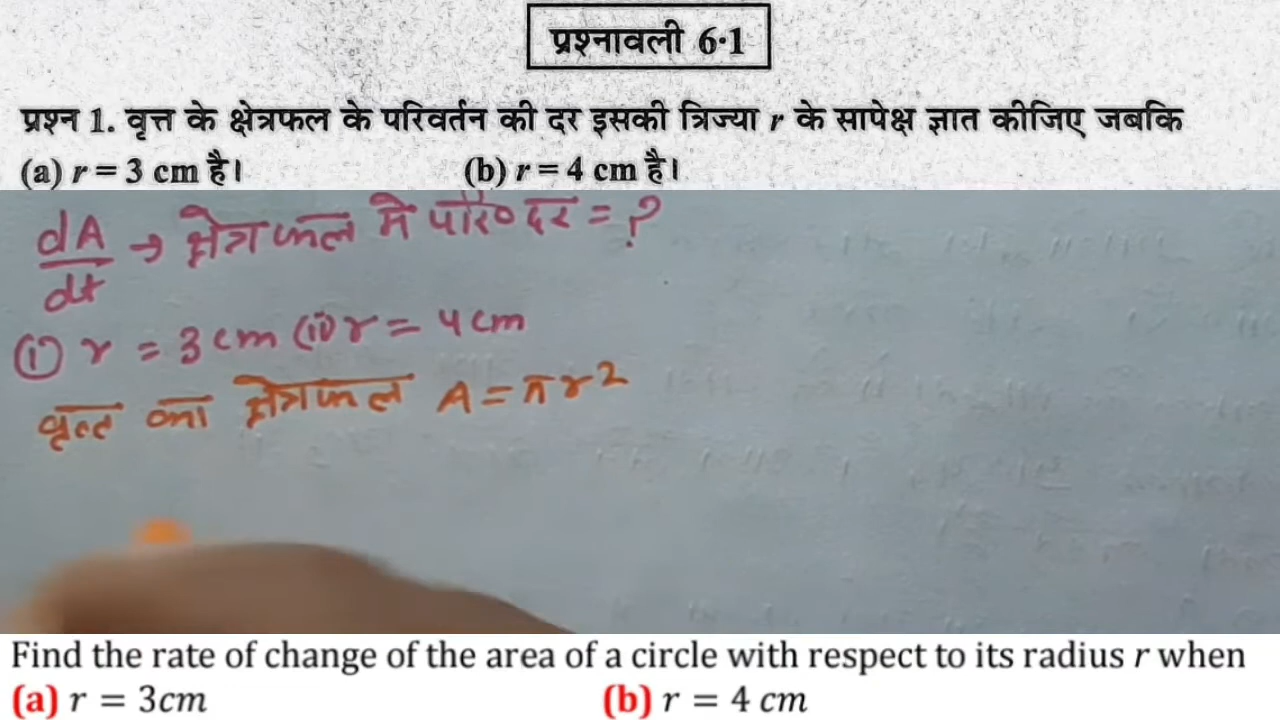 प्रश्नावली 6·1
प्रश्न 1. वृत्त के क्षेत्रफल के परिवर्तन की दर इसकी त्रिज्या r के सापेक्ष ज्ञात कीजिए जबकि
(a) r = 3 cm है। (b) r = 4 cm है।
dA/dt → क्षेत्रफल मे परि० दर = ?
(i) r = 3 cm (ii) r = 4 cm
वृत्त का क्षेत्रफल A = πr²
Find the rate of change of the area of a circle with respect to its radius r when
(a) r = 3cm (b) r = 4 cm